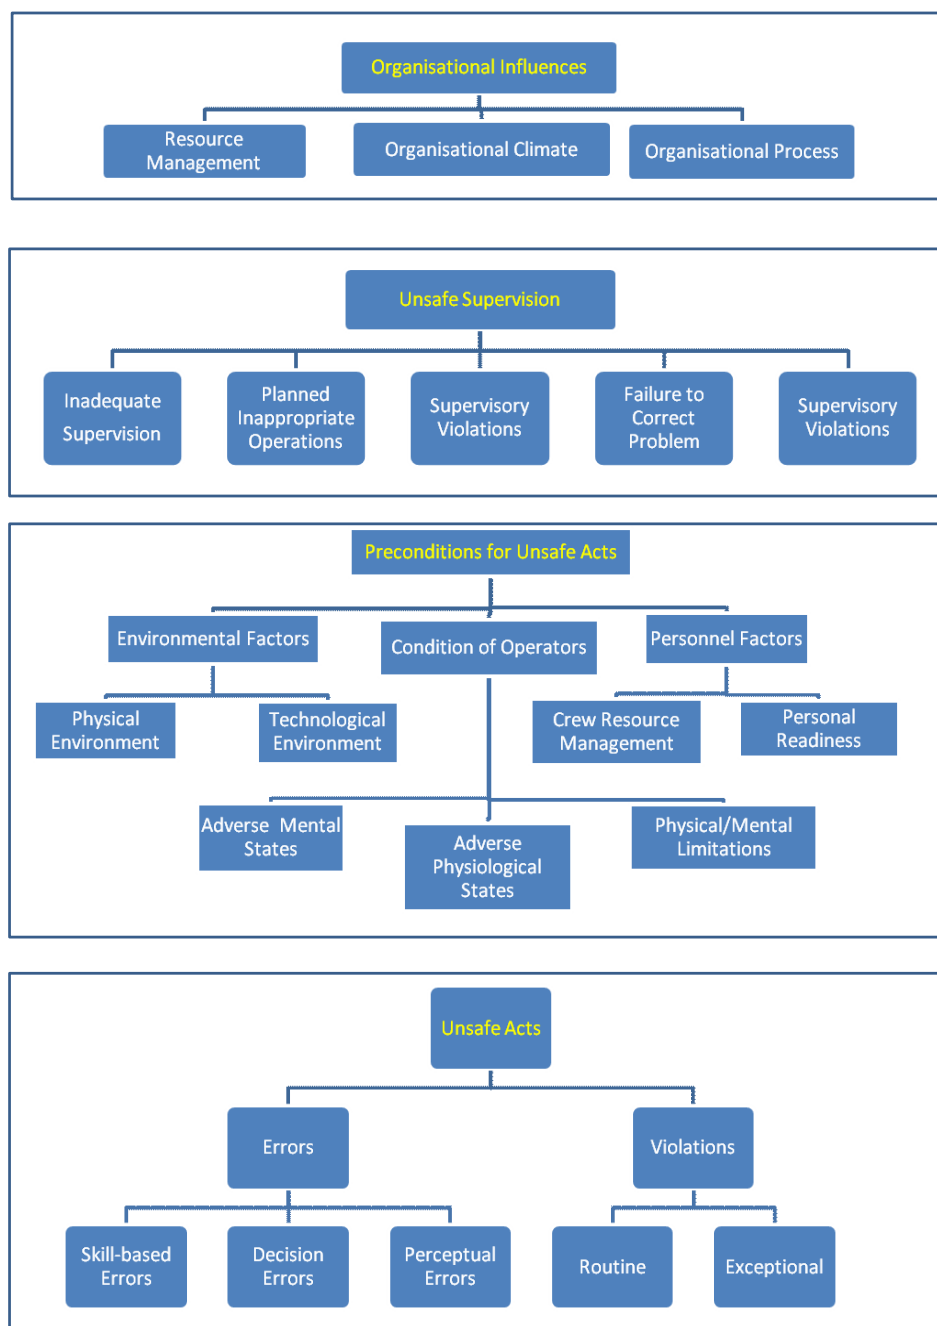 Organisational Influences
Resource
Management
Organisational Climate
Organisational Process
Unsafe Supervision
Inadequate
Supervision
Planned
Inappropriate
Operations
Supervisory
Violations
Failure to
Correct
Problem
Supervisory
Violations
Preconditions for Unsafe Acts
Environmental Factors
Condition of Operators
Personnel Factors
Physical
Environment
Technological
Environment
Crew Resource
Management
Personal
Readiness
Adverse Mental
States
Adverse
Physiological
States
Physical/Mental
Limitations
Unsafe Acts
Errors
Violations
Skill-based
Errors
Decision
Errors
Perceptual
Errors
Routine
Exceptional